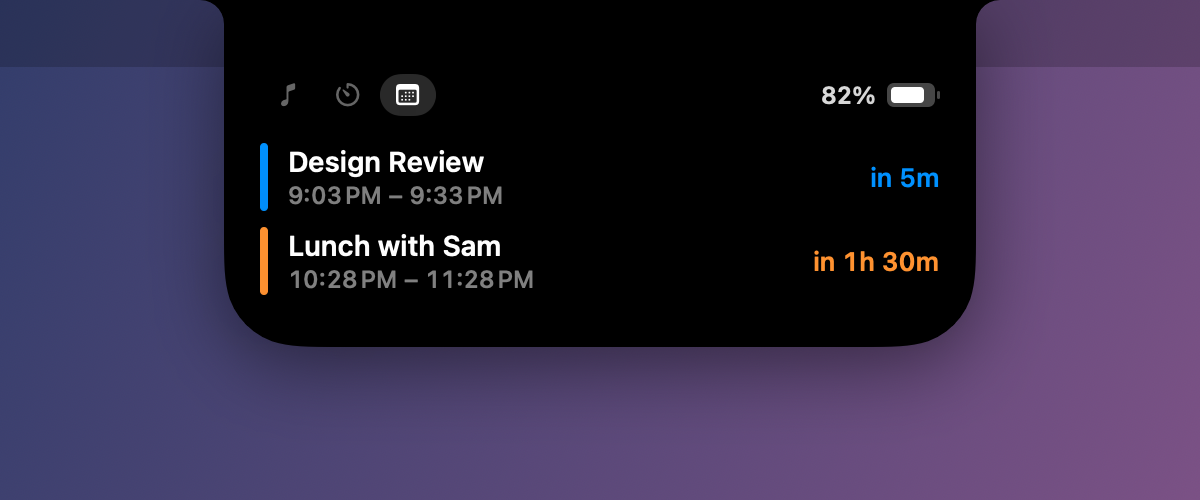 82%
Design Review
9:03 PM – 9:33 PM
in 5m
Lunch with Sam
10:28 PM – 11:28 PM
in 1h 30m